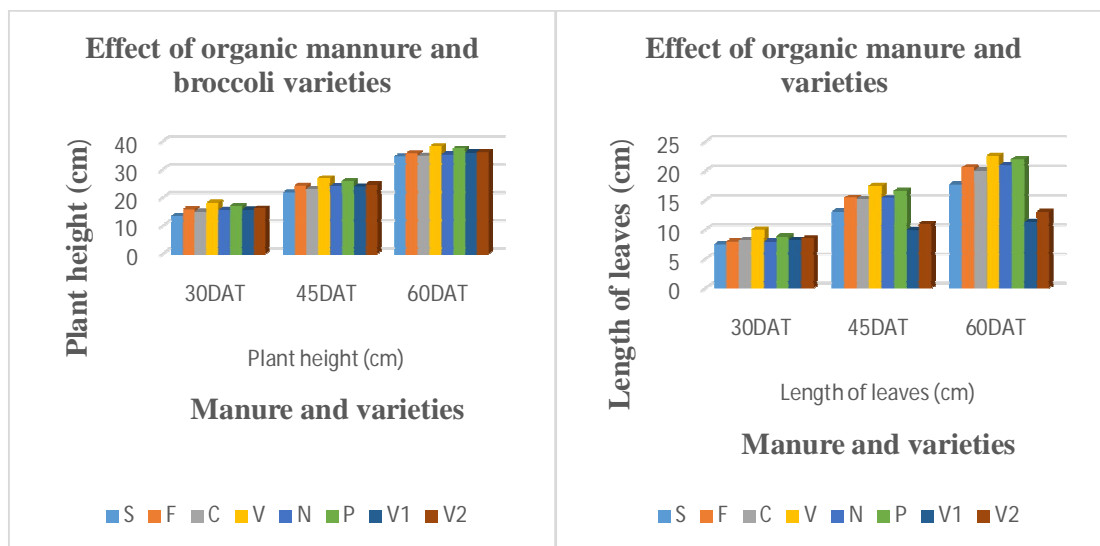 Effect of organic mannure and
broccoli varieties
Plant height (cm)
40
30
20
10
0
30DAT 45DAT 60DAT
Plant height (cm)
Manure and varieties
S F C V N P V1 V2
Effect of organic manure and
varieties
Length of leaves (cm)
25
20
15
10
5
0
30DAT 45DAT 60DAT
Length of leaves (cm)
Manure and varieties
S F C V N P V1 V2